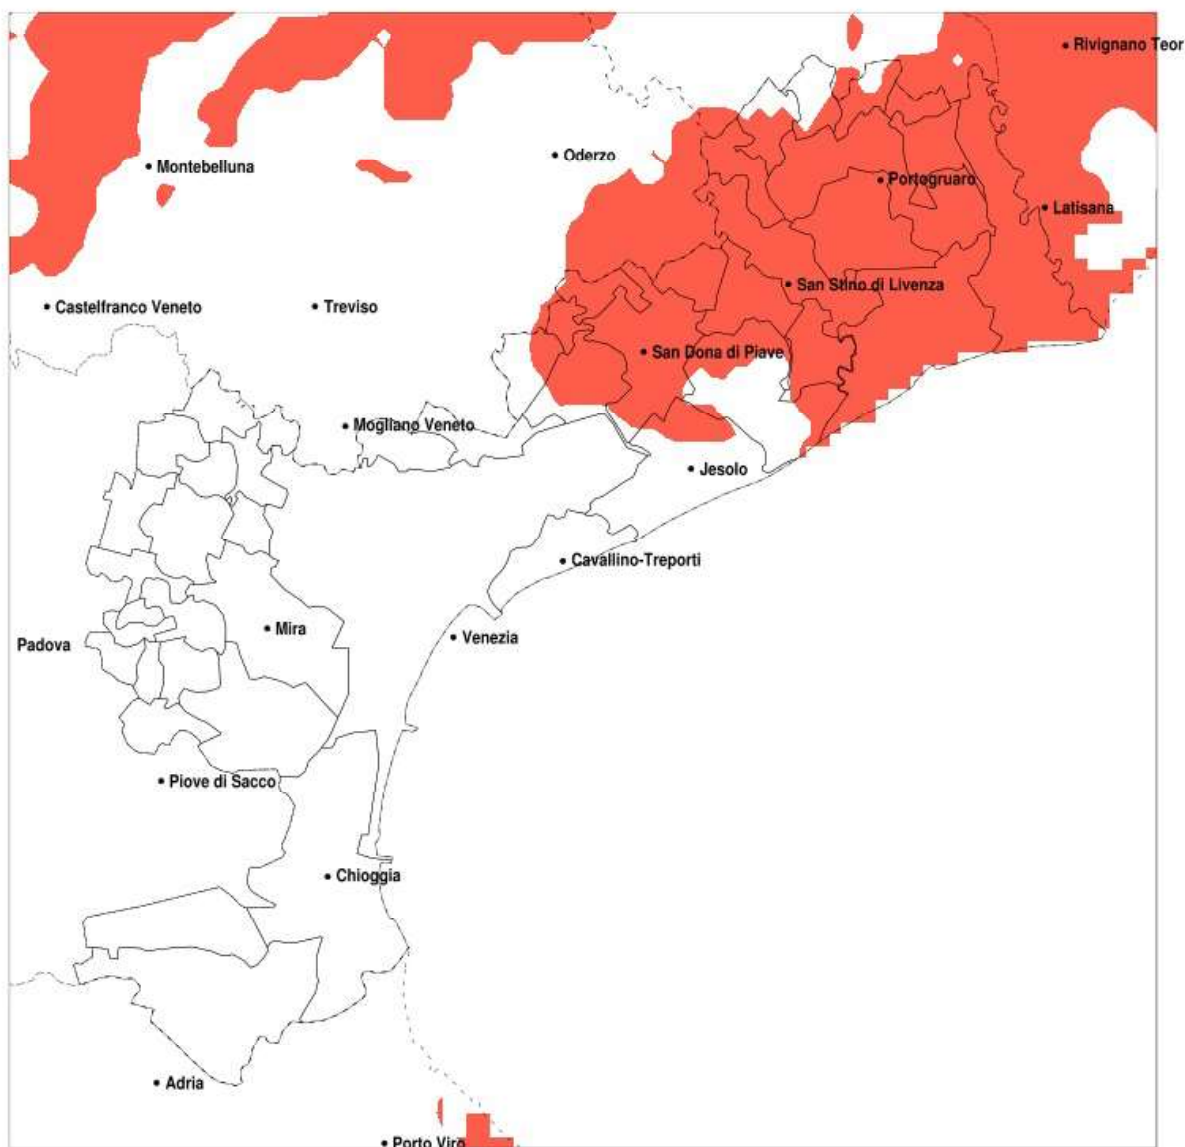 Rivignano Teor
Oderzo
Montebelluna
Portogruaro
Latisana
San Stino di Livenza
Castelfranco Veneto
Treviso
San Dona di Piave
Mogliano Veneto
Jesolo
Cavallino-Treporti
Mira
Venezia
Padova
Piove di Sacco
Chioggia
Adria
Porto Viro